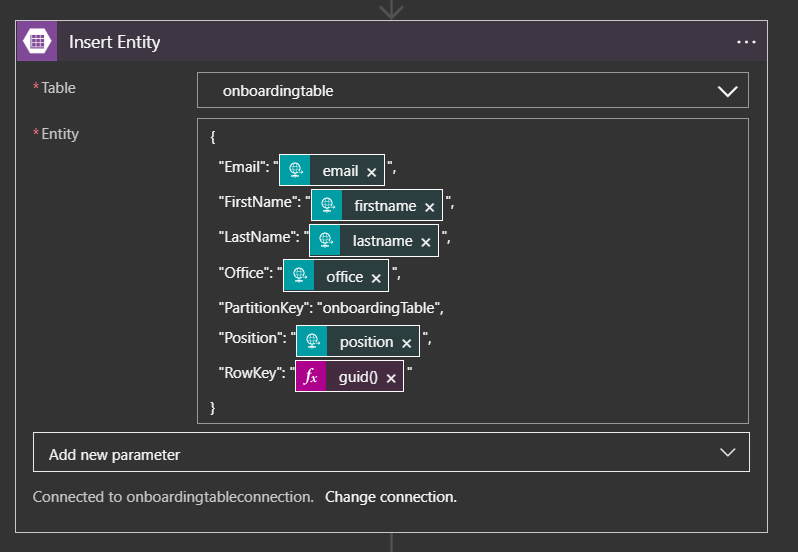 Insert Entity
* Table
onboardingtable
* Entity
{
"Email": " email × ",
"FirstName": " firstname × ",
"LastName": " lastname × ",
"Office": " office × ",
"PartitionKey": "onboardingTable",
"Position": " position × ",
"RowKey": " fx guid() × "
}
Add new parameter
Connected to onboardingtableconnection. Change connection.